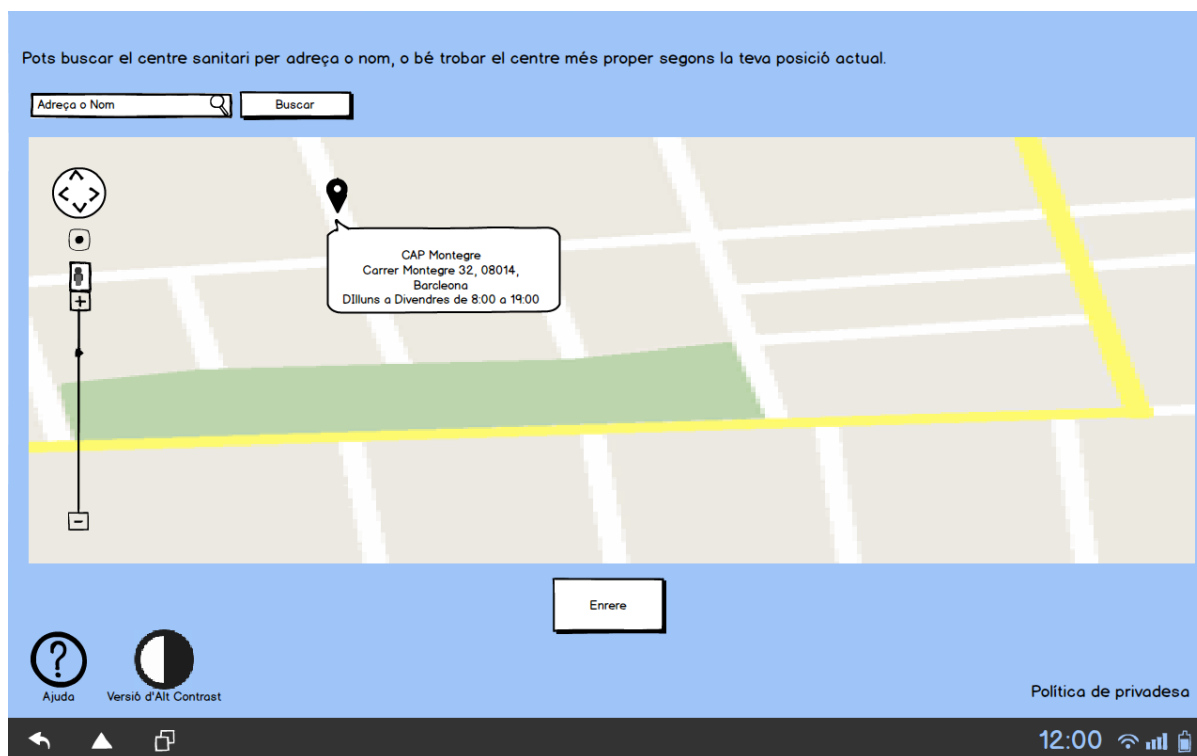 Pots buscar el centre sanitari per adreça o nom, o bé trobar el centre més proper segons la teva posició actual.
Adreça o Nom
Buscar
CAP Montegre
Carrer Montegre 32, 08014,
Barcleona
DIlluns a Divendres de 8:00 a 19:00
Enrere
Ajuda
Versió d'Alt Contrast
Política de privadesa
12:00